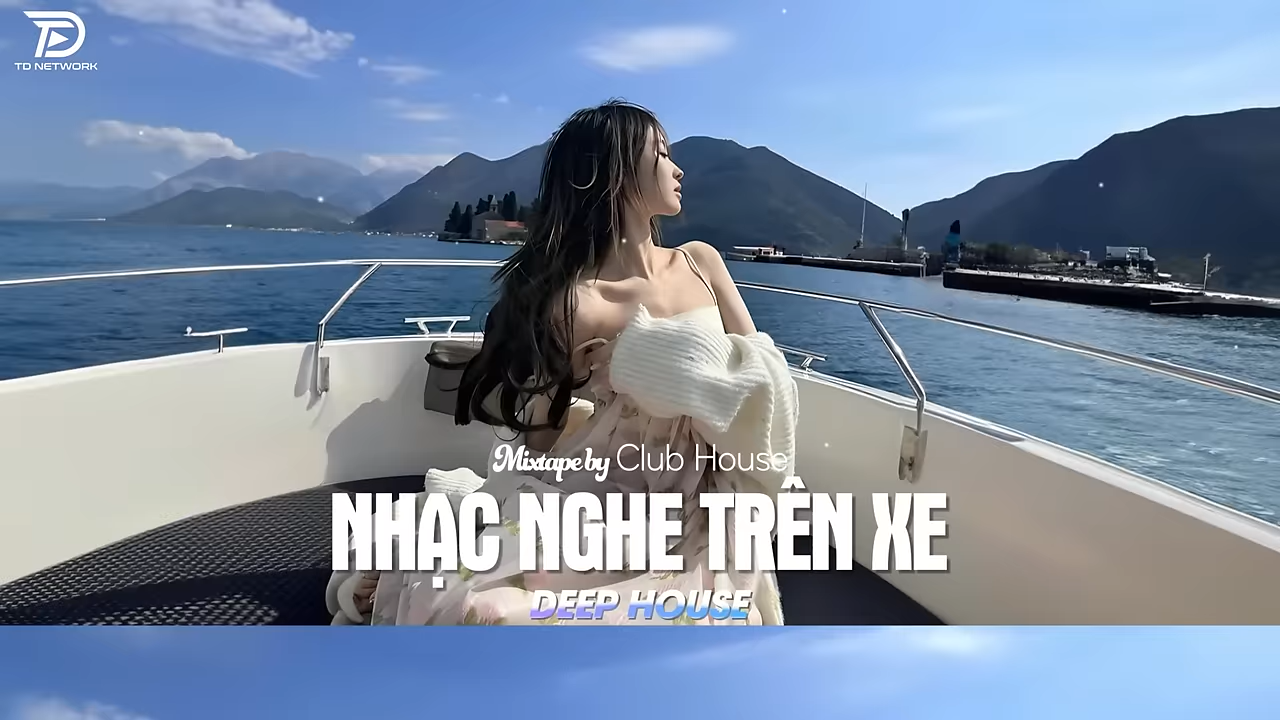 TD NETWORK
Mixtape by Club House
NHẠC NGHE TRÊN XE
DEEP HOUSE